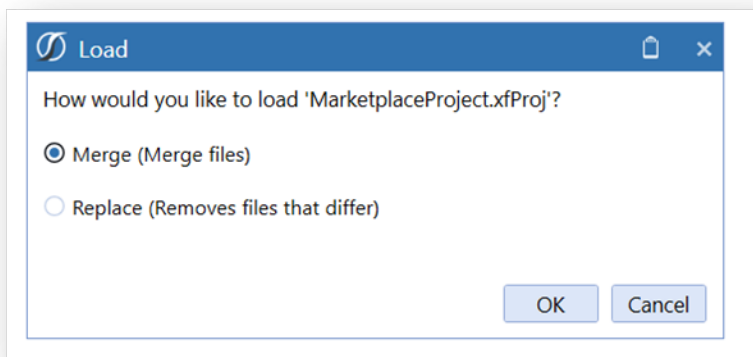 Load
How would you like to load 'MarketplaceProject.xfProj'?
Merge (Merge files)
Replace (Removes files that differ)
OK
Cancel